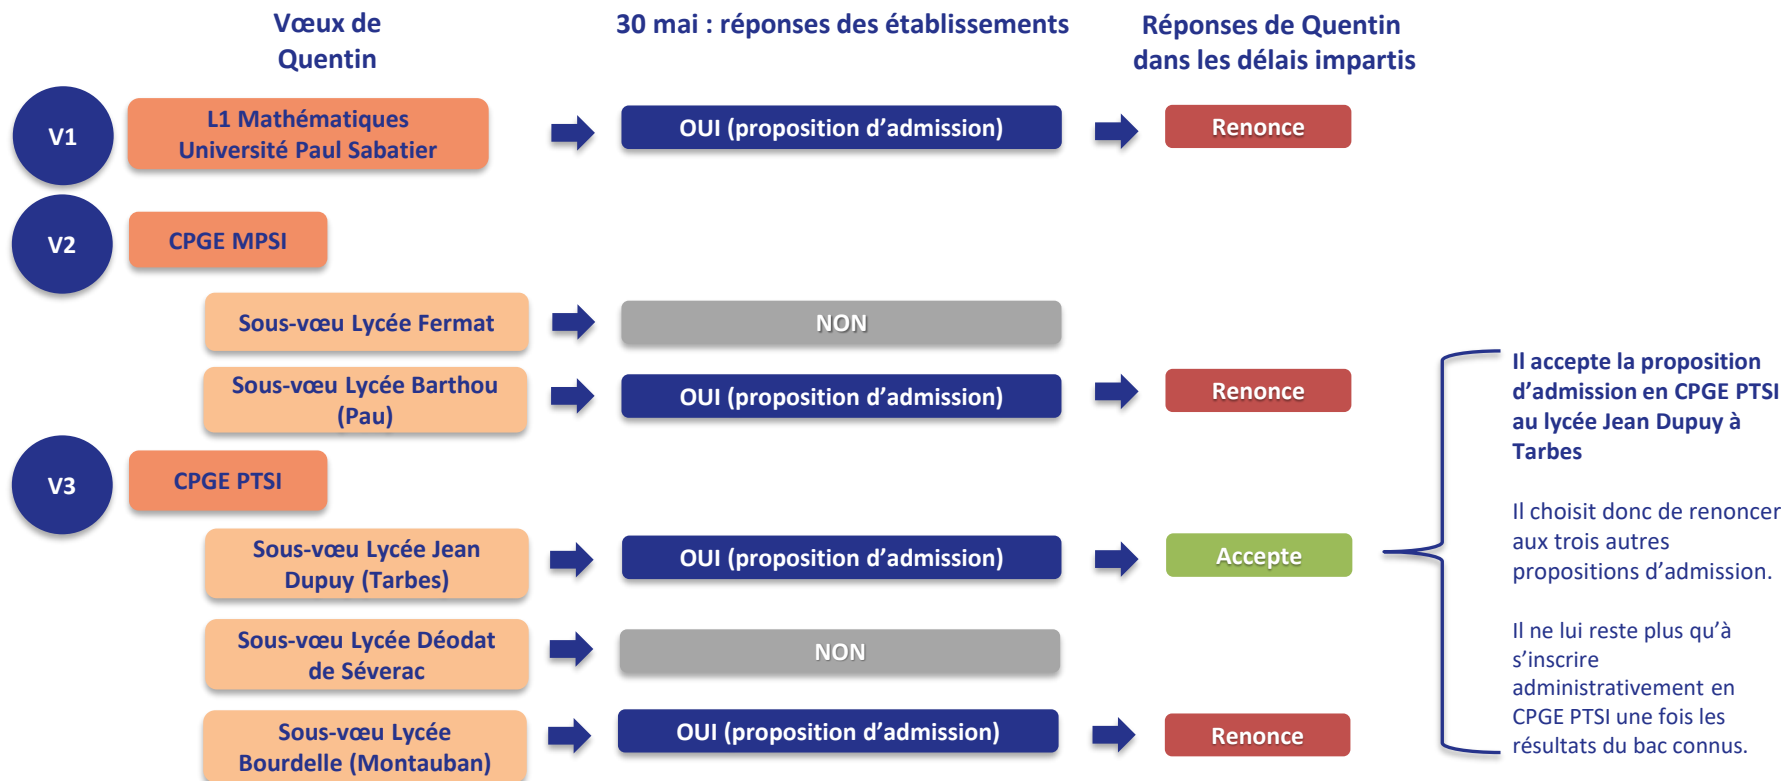 Vœux de
Quentin
30 mai : réponses des établissements
Réponses de Quentin
dans les délais impartis
V1
L1 Mathématiques
Université Paul Sabatier
OUI (proposition d’admission)
Renonce
V2
CPGE MPSI
Sous-vœu Lycée Fermat
NON
Sous-vœu Lycée Barthou
(Pau)
OUI (proposition d’admission)
Renonce
V3
CPGE PTSI
Sous-vœu Lycée Jean
Dupuy (Tarbes)
OUI (proposition d’admission)
Accepte
Sous-vœu Lycée Déodat
de Séverac
NON
Sous-vœu Lycée
Bourdelle (Montauban)
OUI (proposition d’admission)
Renonce
Il accepte la proposition
d’admission en CPGE PTSI
au lycée Jean Dupuy à
Tarbes
Il choisit donc de renoncer
aux trois autres
propositions d’admission.
Il ne lui reste plus qu’à
s’inscrire
administrativement en
CPGE PTSI une fois les
résultats du bac connus.